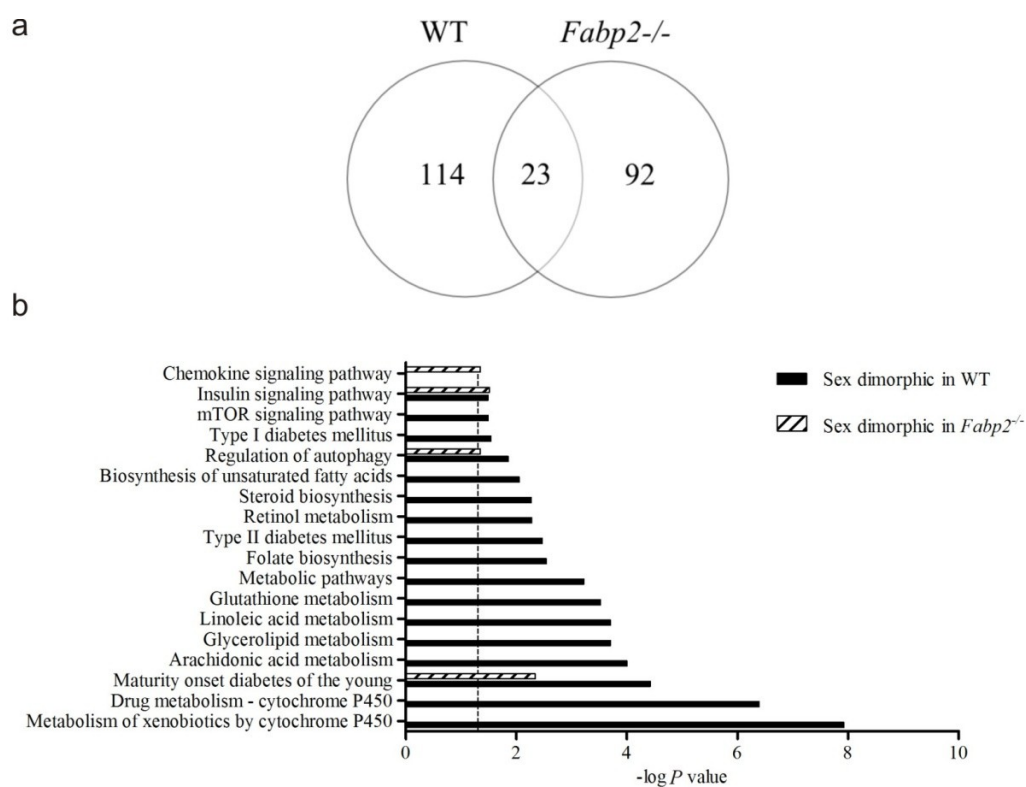 a
WT Fabp2-/-
114 23 92
b
Chemokine signaling pathway
Insulin signaling pathway
mTOR signaling pathway
Type I diabetes mellitus
Regulation of autophagy
Biosynthesis of unsaturated fatty acids
Steroid biosynthesis
Retinol metabolism
Type II diabetes mellitus
Folate biosynthesis
Metabolic pathways
Glutathione metabolism
Linoleic acid metabolism
Glycerolipid metabolism
Arachidonic acid metabolism
Maturity onset diabetes of the young
Drug metabolism - cytochrome P450
Metabolism of xenobiotics by cytochrome P450
0 2 4 6 8 10
-log P value
Sex dimorphic in WT
Sex dimorphic in Fabp2-/-